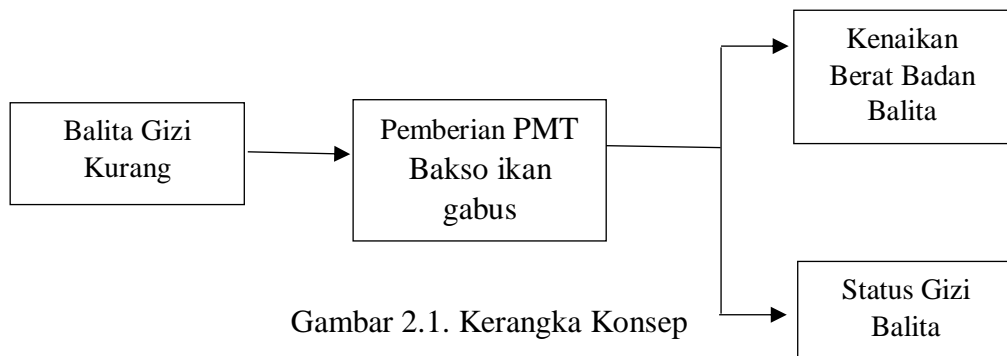 Balita Gizi
Kurang
Pemberian PMT
Bakso ikan
gabus
Kenaikan
Berat Badan
Balita
Status Gizi
Balita
Gambar 2.1. Kerangka Konsep